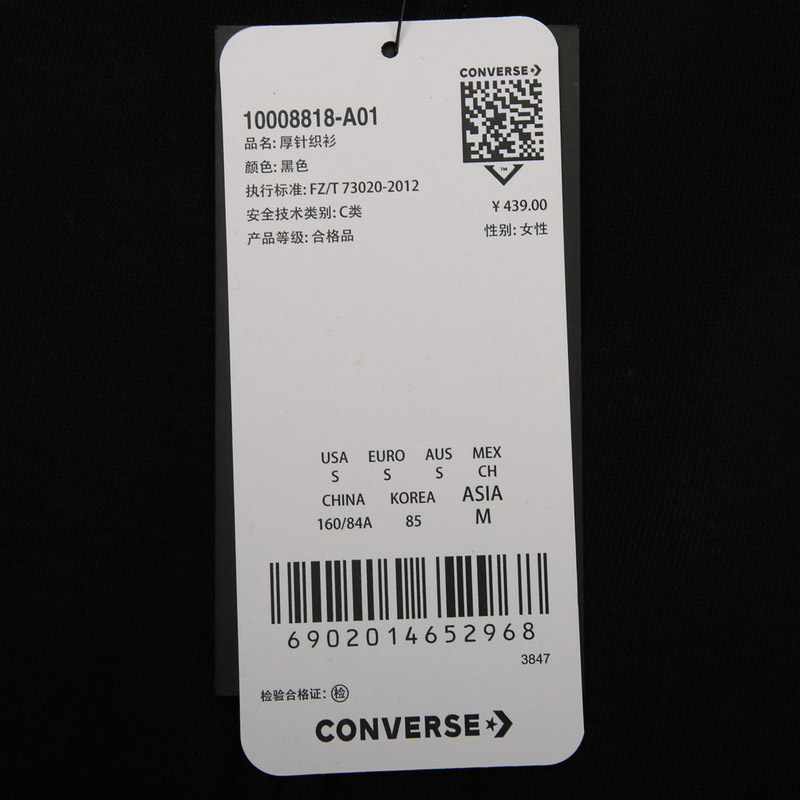 CONVERSE
10008818-A01
品名: 厚针织衫
颜色: 黑色
执行标准: FZ/T 73020-2012
安全技术类别: C类
¥ 439.00
产品等级: 合格品
性别: 女性
TM
USA EURO AUS MEX
S S S CH
CHINA KOREA ASIA
160/84A 85 M
6902014652968
3847
检验合格证: 检
CONVERSE